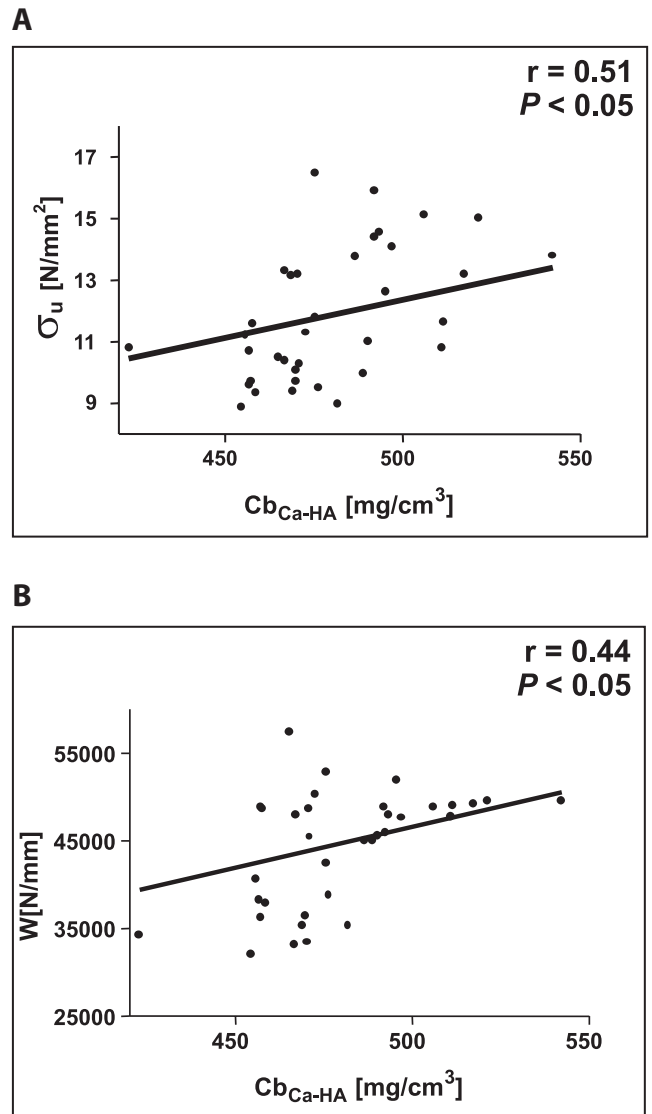 A
r = 0.51
P < 0.05
17
15
13
11
9
σu [N/mm²]
450 500 550
CbCa-HA [mg/cm³]
B
r = 0.44
P < 0.05
55000
45000
35000
25000
W[N/mm]
450 500 550
CbCa-HA [mg/cm³]